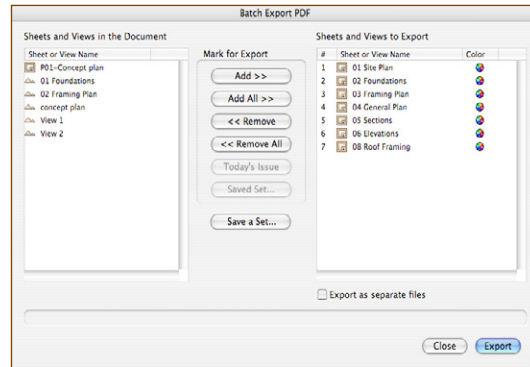 Batch Export PDF
Sheets and Views in the Document
Sheet or View Name
P01-Concept plan
01 Foundations
02 Framing Plan
concept plan
View 1
View 2
Mark for Export
Add >>
Add All >>
<< Remove
<< Remove All
Today's Issue
Saved Set...
Save a Set...
Sheets and Views to Export
# Sheet or View Name Color
1 01 Site Plan
2 02 Foundations
3 03 Framing Plan
4 04 General Plan
5 05 Sections
6 06 Elevations
7 08 Roof Framing
Export as separate files
Close Export